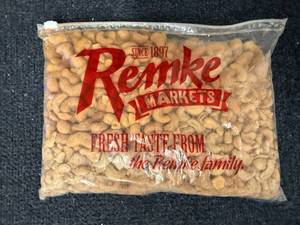 SINCE 1897
Remke
MARKETS
FRESH TASTE FROM
the Remke family.